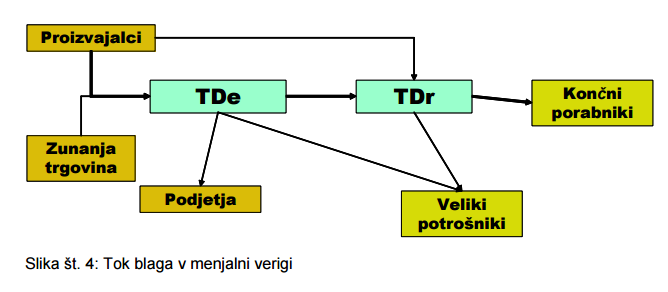 Proizvajalci
TDe
TDr
Končni
porabniki
Zunanja
trgovina
Podjetja
Veliki
potrošniki
Slika št. 4: Tok blaga v menjalni verigi